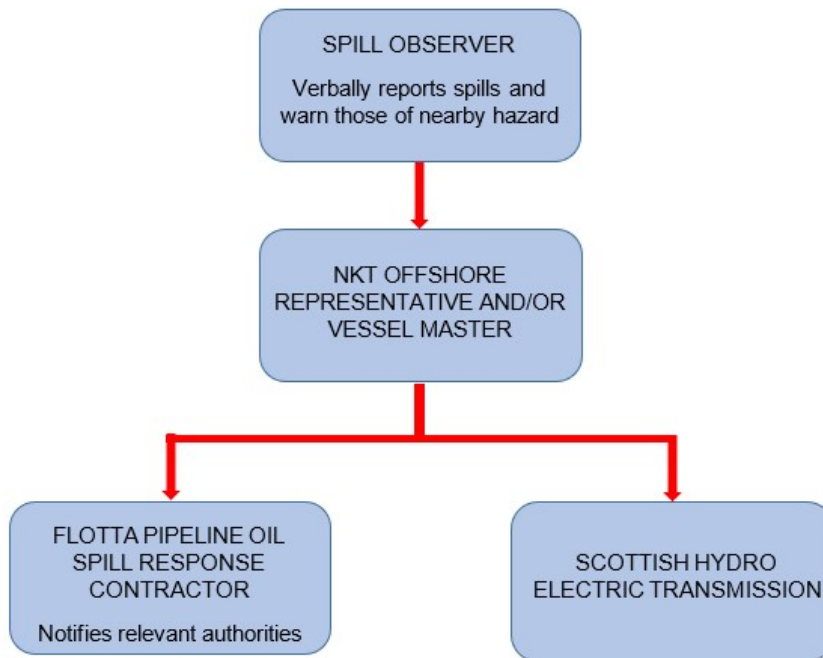 SPILL OBSERVER
Verbally reports spills and
warn those of nearby hazard
NKT OFFSHORE
REPRESENTATIVE AND/OR
VESSEL MASTER
FLOTTA PIPELINE OIL
SPILL RESPONSE
CONTRACTOR
Notifies relevant authorities
SCOTTISH HYDRO
ELECTRIC TRANSMISSION